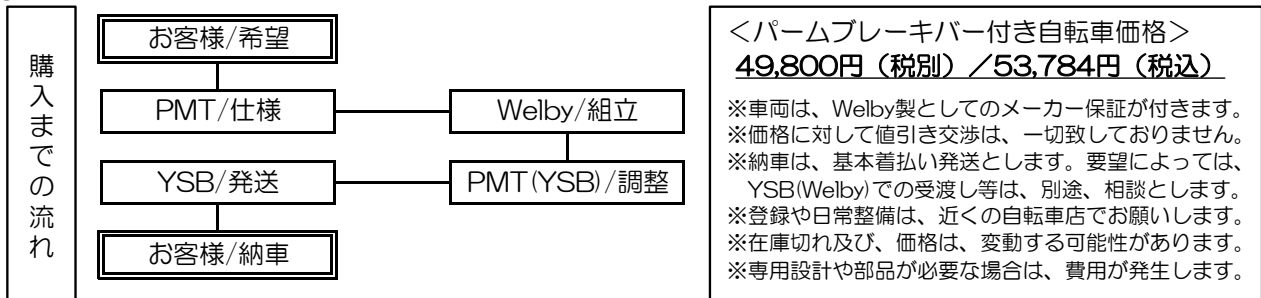 購入までの流れ
お客様/希望
PMT/仕様
Welby/組立
YSB/発送
PMT(YSB)/調整
お客様/納車
＜パームブレーキバー付き自転車価格＞
49,800円（税別）／53,784円（税込）
※車両は、Welby製としてのメーカー保証が付きます。
※価格に対して値引き交渉は、一切致しておりません。
※納車は、基本着払い発送とします。要望によっては、
YSB(Welby)での受渡し等は、別途、相談とします。
※登録や日常整備は、近くの自転車店でお願いします。
※在庫切れ及び、価格は、変動する可能性があります。
※専用設計や部品が必要な場合は、費用が発生します。